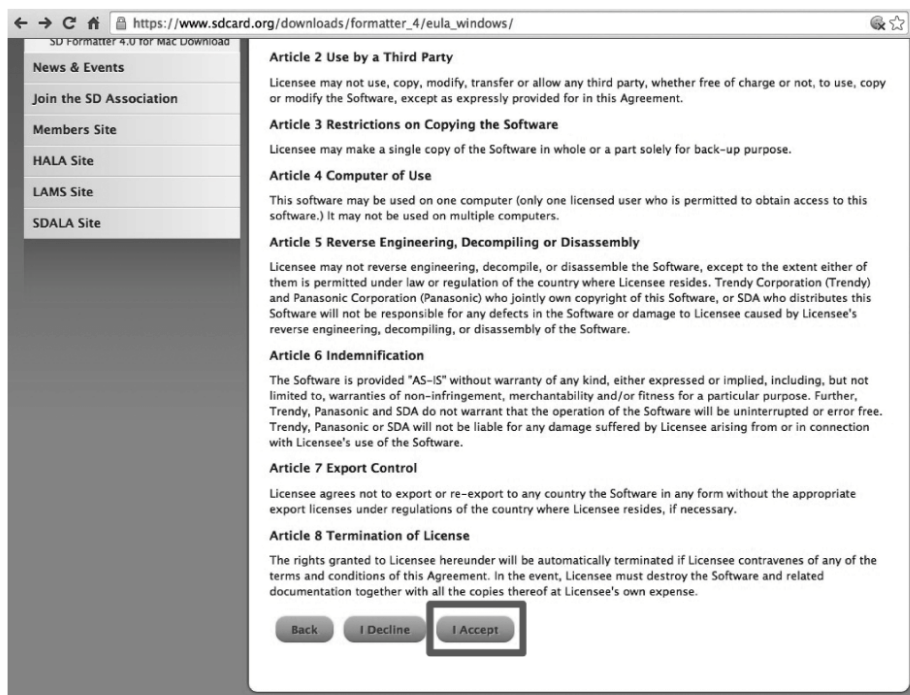 https://www.sdcard.org/downloads/formatter_4/eula_windows/
SD Formatter 4.0 for Mac Download
News & Events
Join the SD Association
Members Site
HALA Site
LAMS Site
SDALA Site
Article 2 Use by a Third Party
Licensee may not use, copy, modify, transfer or allow any third party, whether free of charge or not, to use, copy
or modify the Software, except as expressly provided for in this Agreement.
Article 3 Restrictions on Copying the Software
Licensee may make a single copy of the Software in whole or a part solely for back-up purpose.
Article 4 Computer of Use
This software may be used on one computer (only one licensed user who is permitted to obtain access to this
software.) It may not be used on multiple computers.
Article 5 Reverse Engineering, Decompiling or Disassembly
Licensee may not reverse engineering, decompile, or disassemble the Software, except to the extent either of
them is permitted under law or regulation of the country where Licensee resides. Trendy Corporation (Trendy)
and Panasonic Corporation (Panasonic) who jointly own copyright of this Software, or SDA who distributes this
Software will not be responsible for any defects in the Software or damage to Licensee caused by Licensee's
reverse engineering, decompiling, or disassembly of the Software.
Article 6 Indemnification
The Software is provided "AS-IS" without warranty of any kind, either expressed or implied, including, but not
limited to, warranties of non-infringement, merchantability and/or fitness for a particular purpose. Further,
Trendy, Panasonic and SDA do not warrant that the operation of the Software will be uninterrupted or error free.
Trendy, Panasonic or SDA will not be liable for any damage suffered by Licensee arising from or in connection
with Licensee's use of the Software.
Article 7 Export Control
Licensee agrees not to export or re-export to any country the Software in any form without the appropriate
export licenses under regulations of the country where Licensee resides, if necessary.
Article 8 Termination of License
The rights granted to Licensee hereunder will be automatically terminated if Licensee contravenes of any of the
terms and conditions of this Agreement. In the event, Licensee must destroy the Software and related
documentation together with all the copies thereof at Licensee's own expense.
Back I Decline I Accept